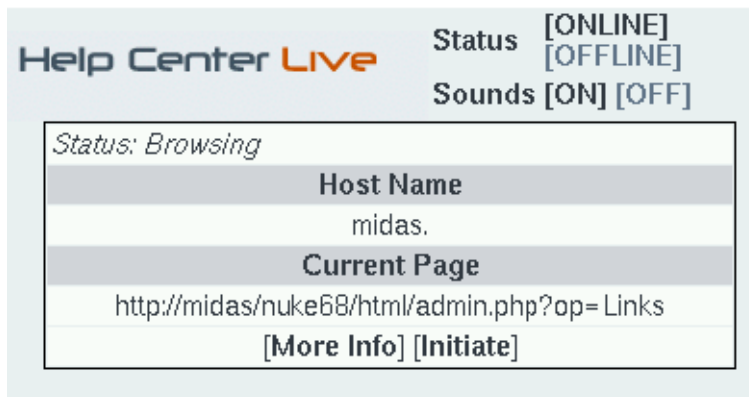 Help Center Live
Status [ONLINE]
[OFFLINE]
Sounds [ON] [OFF]
Status: Browsing
Host Name
midas.
Current Page
http://midas/nuke68/html/admin.php?op=Links
[More Info] [Initiate]